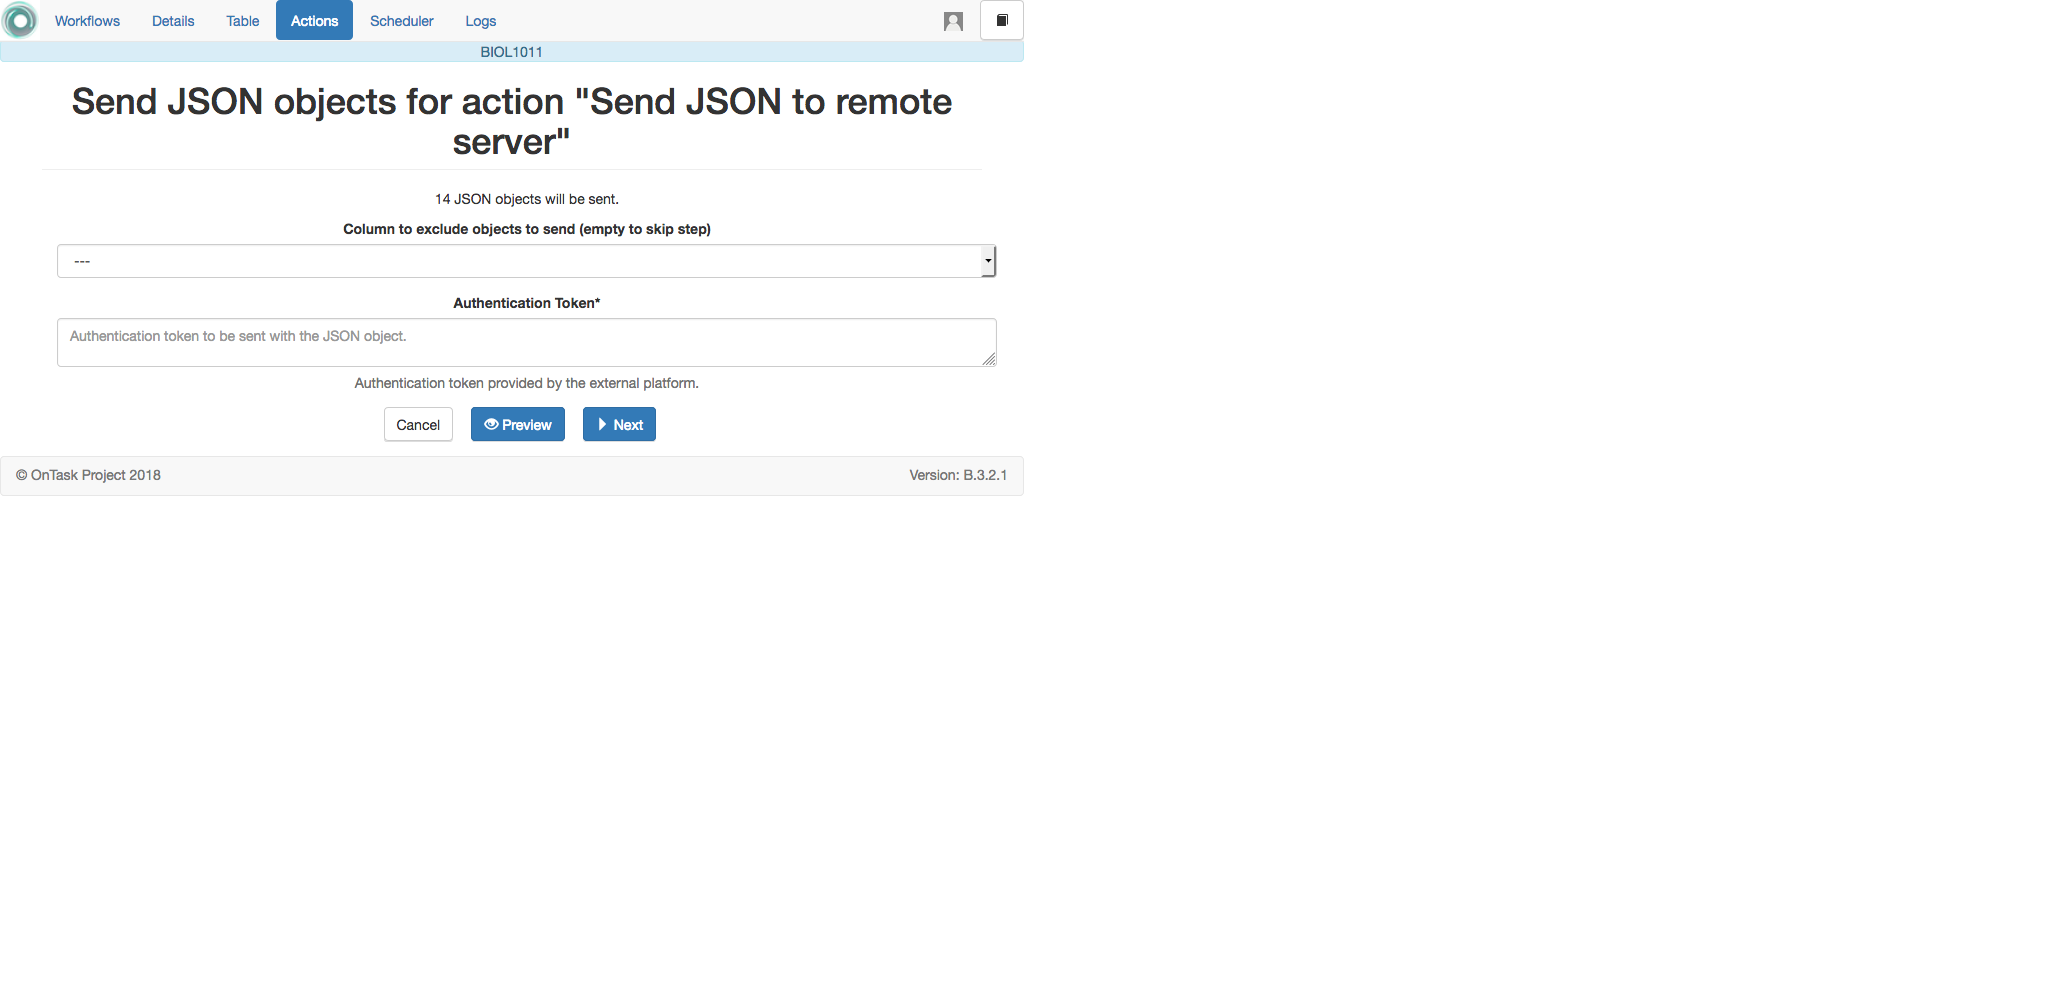 Workflows Details Table Actions Scheduler Logs
BIOL1011
Send JSON objects for action "Send JSON to remote
server"
14 JSON objects will be sent.
Column to exclude objects to send (empty to skip step)
---
Authentication Token*
Authentication token to be sent with the JSON object.
Authentication token provided by the external platform.
Cancel Preview Next
© OnTask Project 2018 Version: B.3.2.1